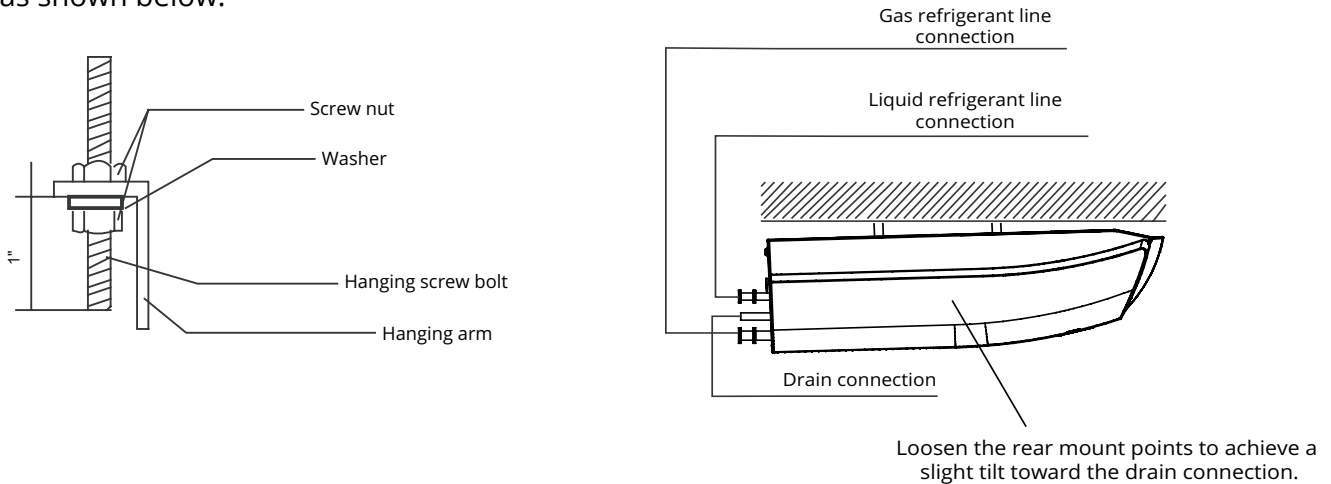 as shown below.
Screw nut
Washer
1"
Hanging screw bolt
Hanging arm
Gas refrigerant line
connection
Liquid refrigerant line
connection
Drain connection
Loosen the rear mount points to achieve a
slight tilt toward the drain connection.